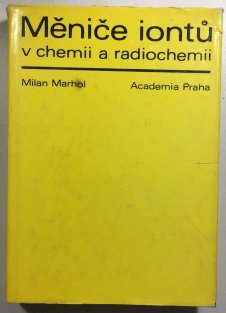 Měniče iontů
v chemii a radiochemii
Milan Marhol Academia Praha